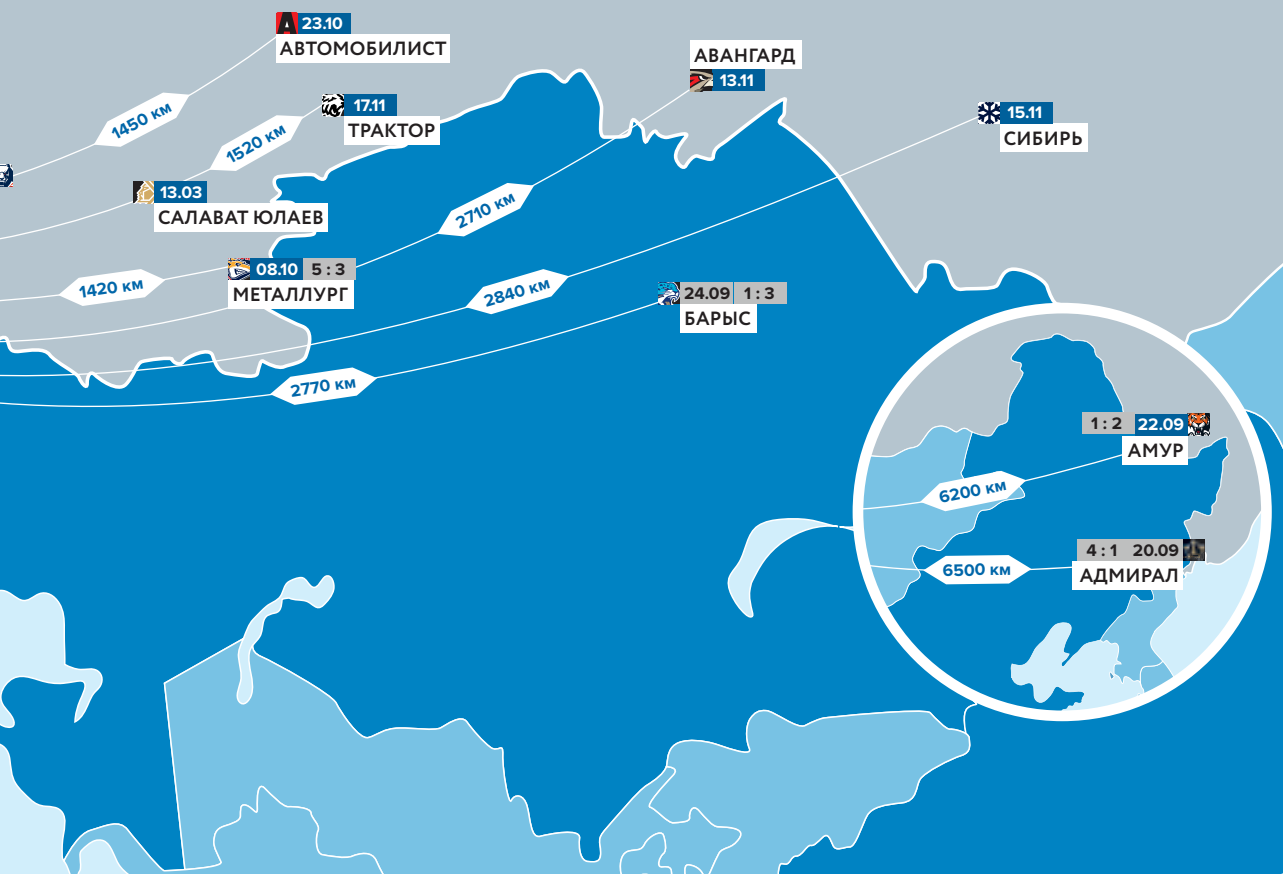 23.10
АВТОМОБИЛИСТ
АВАНГАРД
13.11
1450 км
17.11
ТРАКТОР
15.11
СИБИРЬ
1520 км
13.03
САЛАВАТ ЮЛАЕВ
2710 км
08.10 5 : 3
МЕТАЛЛУРГ
1420 км
2840 км
24.09 1 : 3
БАРЫС
2770 км
1 : 2 22.09
АМУР
6200 км
4 : 1 20.09
АДМИРАЛ
6500 км